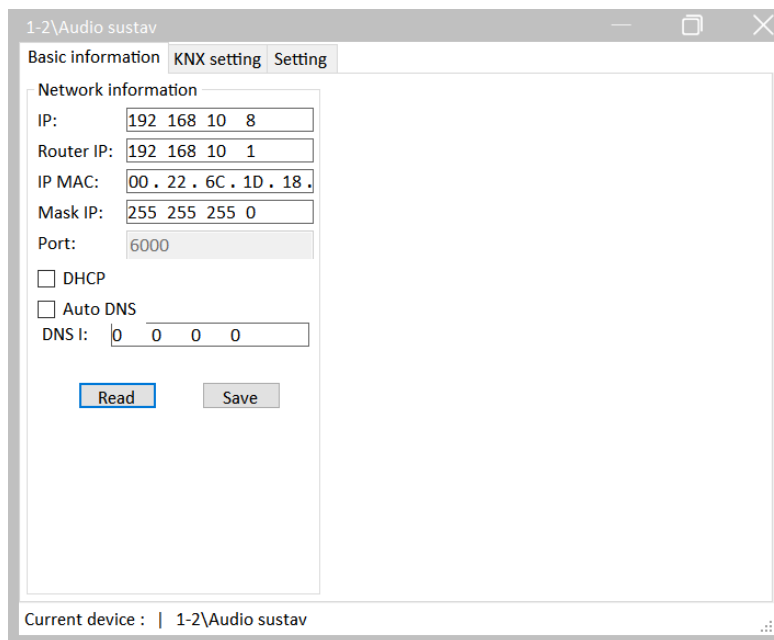 1-2\Audio sustav
Basic information KNX setting Setting
Network information
IP: 192 168 10 8
Router IP: 192 168 10 1
IP MAC: 00 . 22 . 6C . 1D . 18 .
Mask IP: 255 255 255 0
Port: 6000
DHCP
Auto DNS
DNS I: 0 0 0 0
Read Save
Current device : | 1-2\Audio sustav